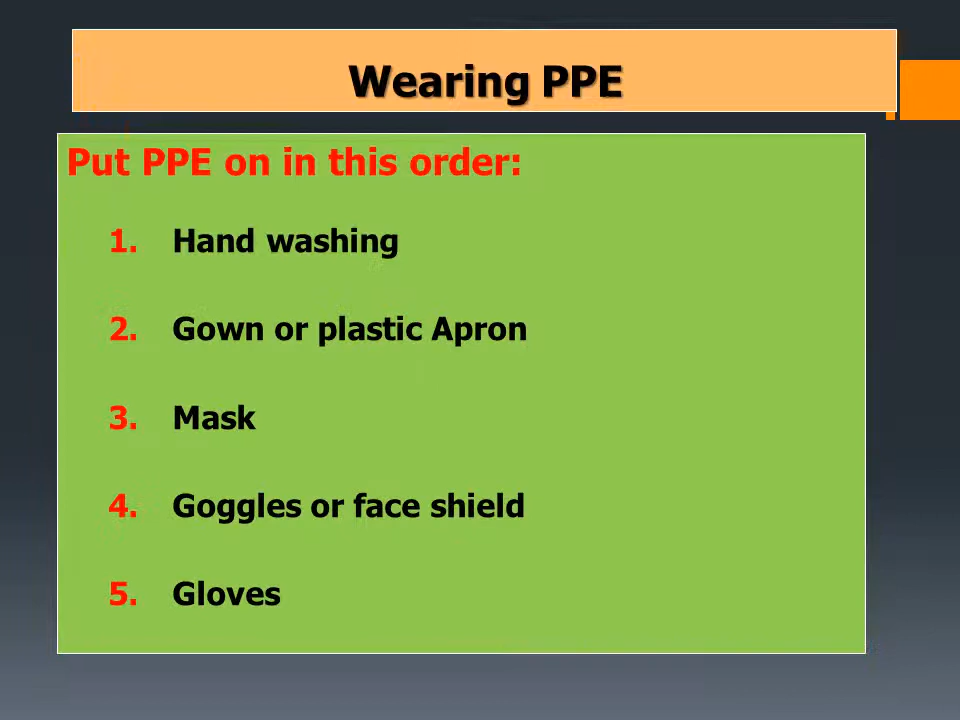 Wearing PPE
Put PPE on in this order:
1. Hand washing
2. Gown or plastic Apron
3. Mask
4. Goggles or face shield
5. Gloves